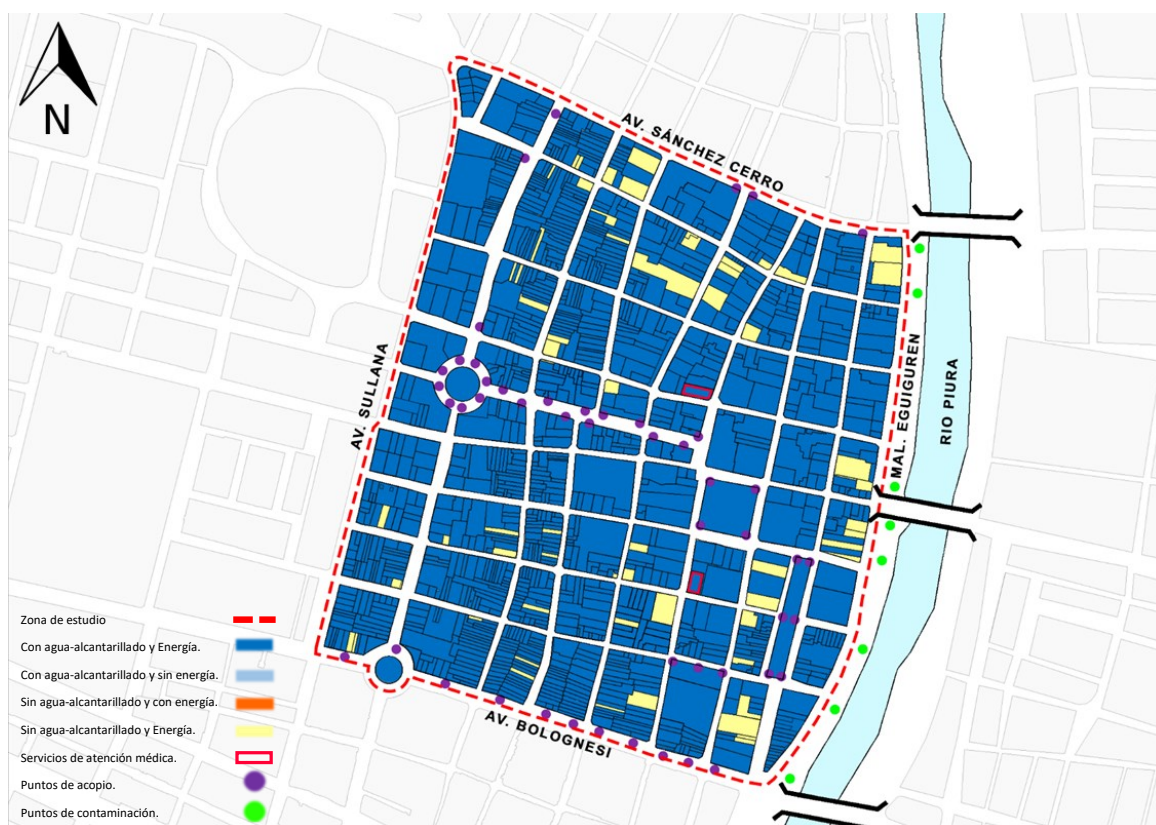 N
AV. SÁNCHEZ CERRO
AV. SULLANA
MAL. EGUIGUREN
RIO PIURA
AV. BOLOGNESI
Zona de estudio
Con agua-alcantarillado y Energía.
Con agua-alcantarillado y sin energía.
Sin agua-alcantarillado y con energía.
Sin agua-alcantarillado y Energía.
Servicios de atención médica.
Puntos de acopio.
Puntos de contaminación.